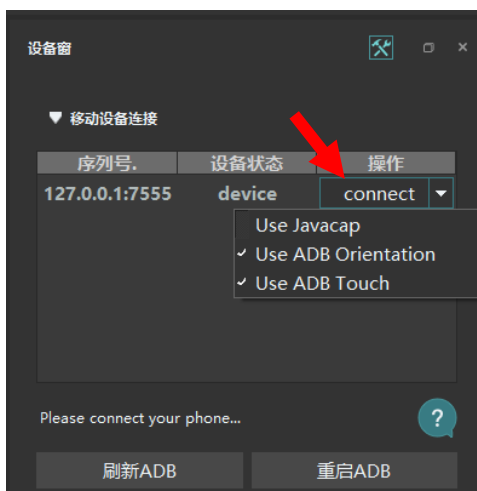 设备窗
移动设备连接
序列号. 设备状态 操作
127.0.0.1:7555 device connect
Use Javacap
Use ADB Orientation
Use ADB Touch
Please connect your phone...
?
刷新ADB 重启ADB